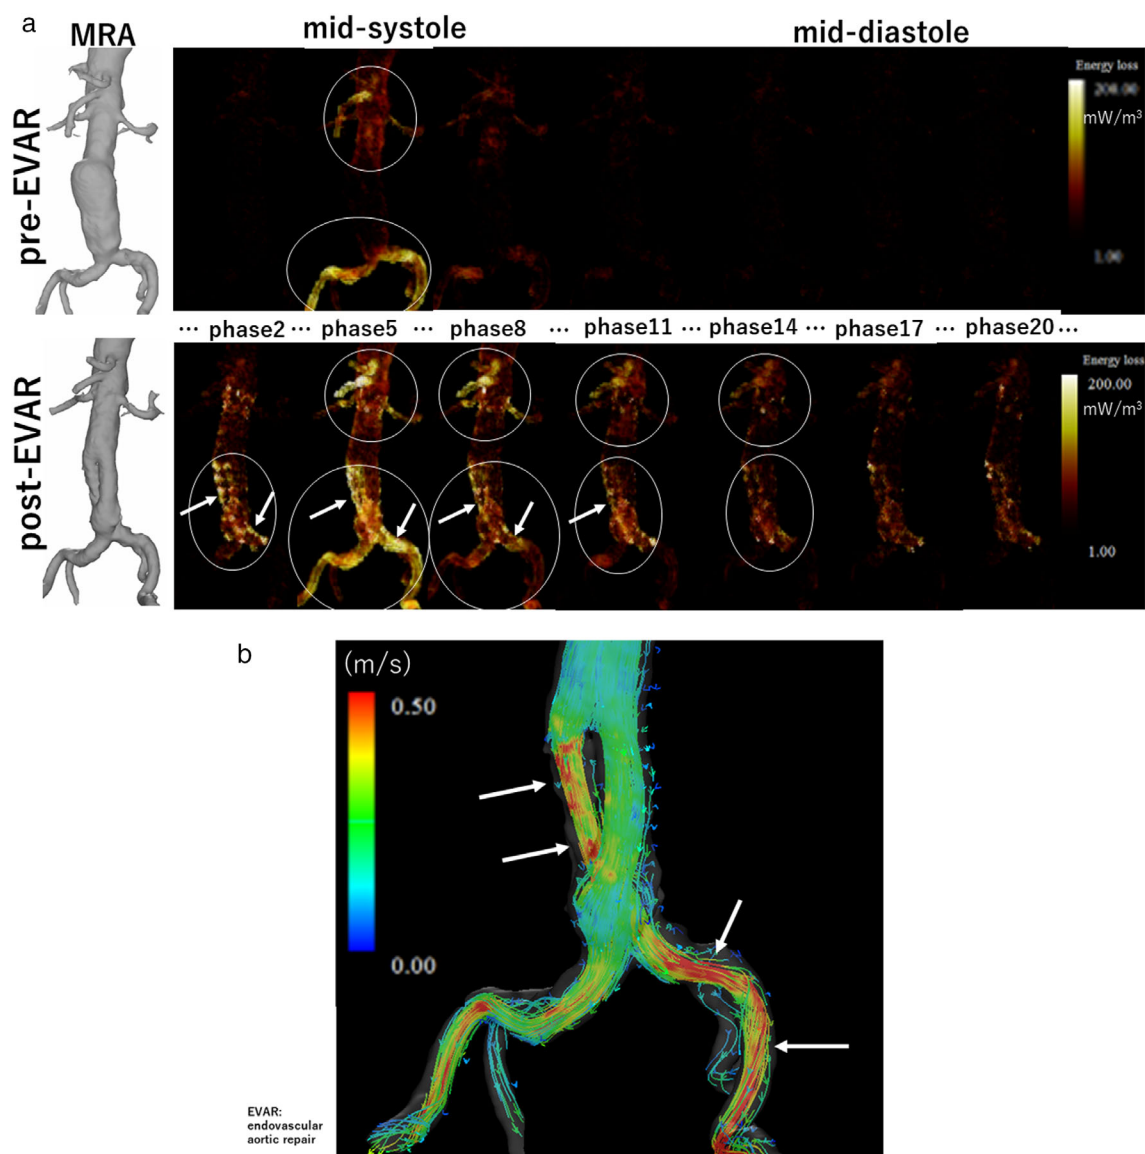 a
MRA
mid-systole
mid-diastole
pre-EVAR
Energy loss
200.00
mW/m³
1.00
··· phase2 ··· phase5 ··· phase8 ··· phase11 ··· phase14 ··· phase17 ··· phase20 ···
post-EVAR
Energy loss
200.00
mW/m³
1.00
b
(m/s)
0.50
0.00
EVAR:
endovascular
aortic repair